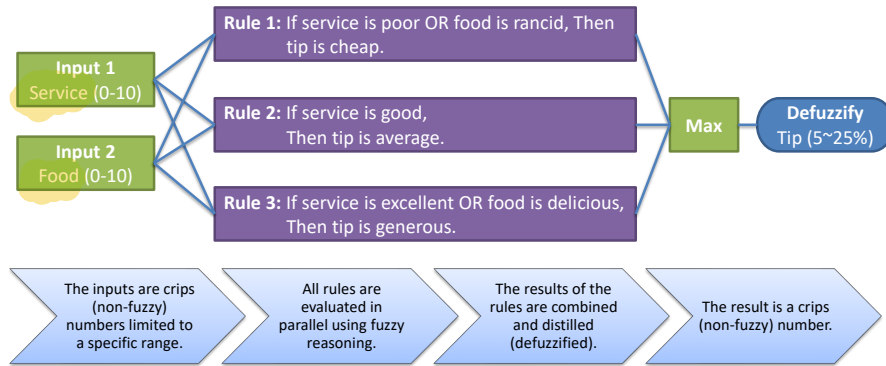 Rule 1: If service is poor OR food is rancid, Then
tip is cheap.
Input 1
Service (0-10)
Rule 2: If service is good,
Then tip is average.
Max
Defuzzify
Tip (5~25%)
Input 2
Food (0-10)
Rule 3: If service is excellent OR food is delicious,
Then tip is generous.
The inputs are crips
(non-fuzzy)
numbers limited to
a specific range.
All rules are
evaluated in
parallel using fuzzy
reasoning.
The results of the
rules are combined
and distilled
(defuzzified).
The result is a crips
(non-fuzzy) number.